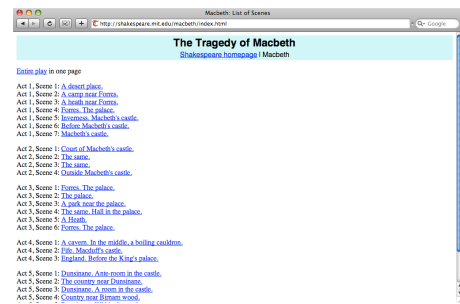 Macbeth: List of Scenes
http://shakespeare.mit.edu/macbeth/index.html
Google
The Tragedy of Macbeth
Shakespeare homepage | Macbeth
Entire play in one page
Act 1, Scene 1: A desert place.
Act 1, Scene 2: A camp near Forres.
Act 1, Scene 3: A heath near Forres.
Act 1, Scene 4: Forres. The palace.
Act 1, Scene 5: Inverness. Macbeth's castle.
Act 1, Scene 6: Before Macbeth's castle.
Act 1, Scene 7: Macbeth's castle.
Act 2, Scene 1: Court of Macbeth's castle.
Act 2, Scene 2: The same.
Act 2, Scene 3: The same.
Act 2, Scene 4: Outside Macbeth's castle.
Act 3, Scene 1: Forres. The palace.
Act 3, Scene 2: The palace.
Act 3, Scene 3: A park near the palace.
Act 3, Scene 4: The same. Hall in the palace.
Act 3, Scene 5: A Heath.
Act 3, Scene 6: Forres. The palace.
Act 4, Scene 1: A cavern. In the middle, a boiling cauldron.
Act 4, Scene 2: Fife. Macduff's castle.
Act 4, Scene 3: England. Before the King's palace.
Act 5, Scene 1: Dunsinane. Ante-room in the castle.
Act 5, Scene 2: The country near Dunsinane.
Act 5, Scene 3: Dunsinane. A room in the castle.
Act 5, Scene 4: Country near Birnam wood.